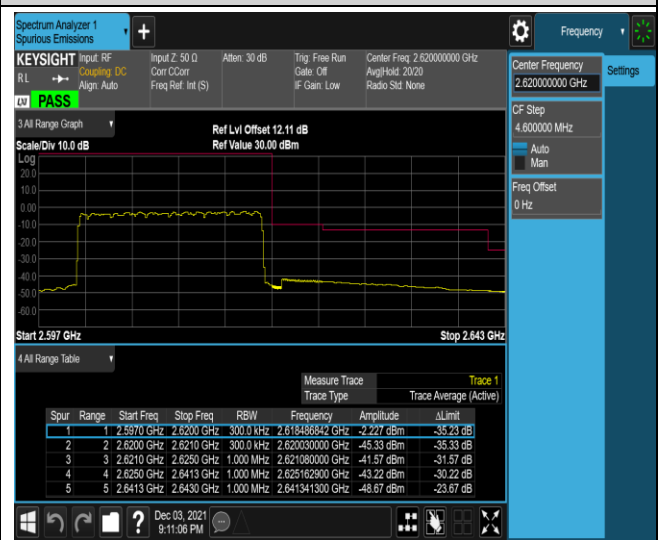 Spectrum Analyzer 1
Spurious Emissions
+
Frequency
KEYSIGHT Input: RF Input Z: 50 Ω Atten: 30 dB Trig: Free Run Center Freq: 2.620000000 GHz
RL Coupling: DC Corr CCorr Gate: Off Avg|Hold: 20/20
Align: Auto Freq Ref: Int (S) IF Gain: Low Radio Std: None
LXI PASS
Center Frequency
2.620000000 GHz
Settings
CF Step
4.600000 MHz
Auto
Man
Freq Offset
0 Hz
3 All Range Graph
Ref Lvl Offset 12.11 dB
Scale/Div 10.0 dB Ref Value 30.00 dBm
Log
20.0
10.0
0.00
-10.0
-20.0
-30.0
-40.0
-50.0
-60.0
Start 2.597 GHz Stop 2.643 GHz
4 All Range Table
Measure Trace Trace 1
Trace Type Trace Average (Active)
Spur Range Start Freq Stop Freq RBW Frequency Amplitude ΔLimit
1 1 2.5970 GHz 2.6200 GHz 300.0 kHz 2.618486842 GHz -2.227 dBm -35.23 dB
2 2 2.6200 GHz 2.6210 GHz 300.0 kHz 2.620030000 GHz -45.33 dBm -35.33 dB
3 3 2.6210 GHz 2.6250 GHz 1.000 MHz 2.621080000 GHz -41.57 dBm -31.57 dB
4 4 2.6250 GHz 2.6413 GHz 1.000 MHz 2.625162900 GHz -43.22 dBm -30.22 dB
5 5 2.6413 GHz 2.6430 GHz 1.000 MHz 2.641341300 GHz -48.67 dBm -23.67 dB
?
Dec 03, 2021
9:11:06 PM